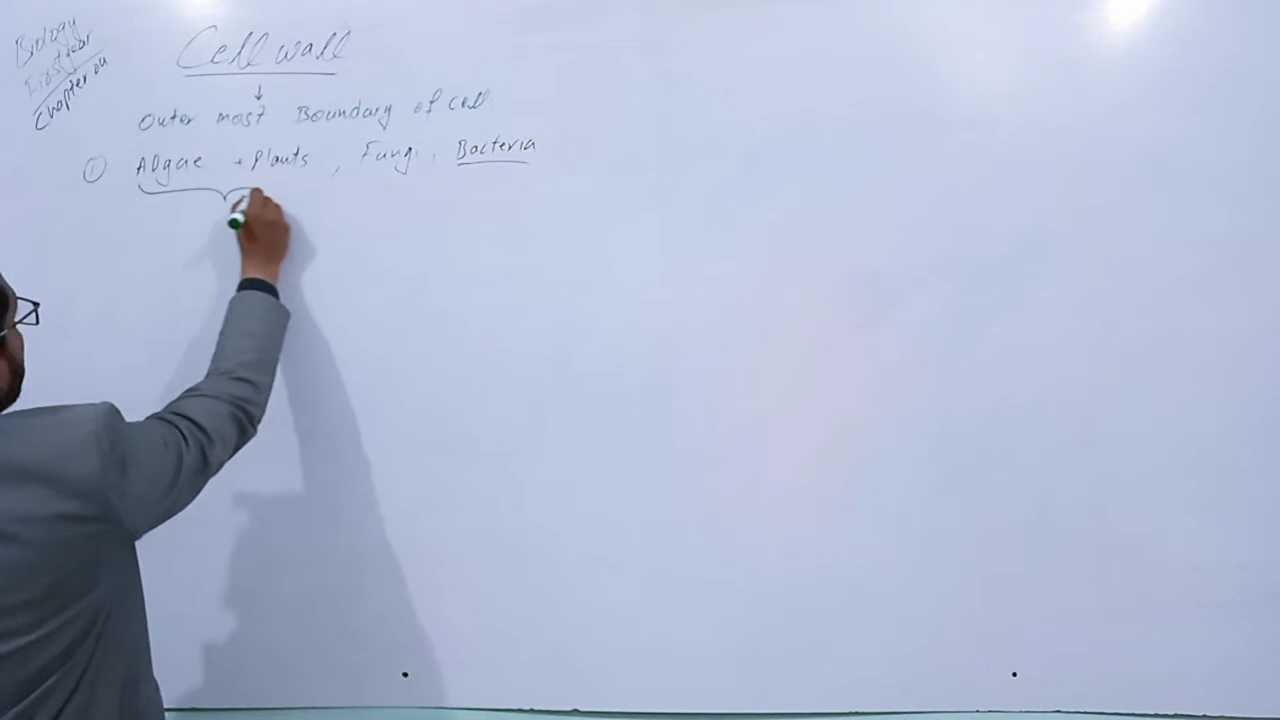 Biology
First year
Chapter 04
Cell wall
↓
Outer most Boundary of cell
① Algae + Plants , Fungi , Bacteria